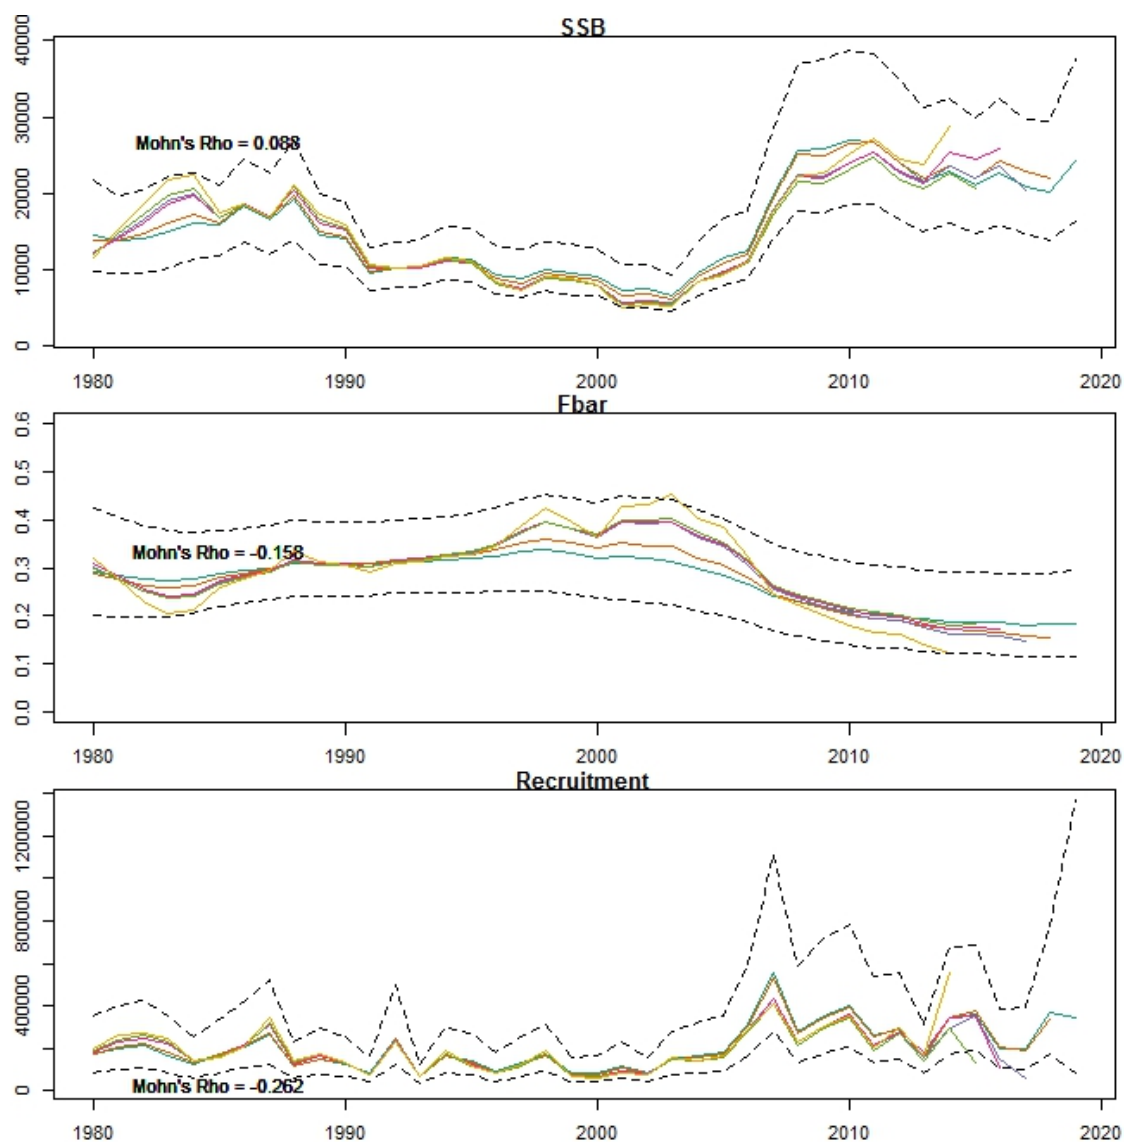 SSB
40000
30000
20000
10000
0
Mohn's Rho = 0.088
1980 1990 2000 2010 2020
Fbar
0.6
0.5
0.4
0.3
0.2
0.1
0.0
Mohn's Rho = -0.158
1980 1990 2000 2010 2020
Recruitment
1200000
800000
400000
0
Mohn's Rho = -0.262
1980 1990 2000 2010 2020